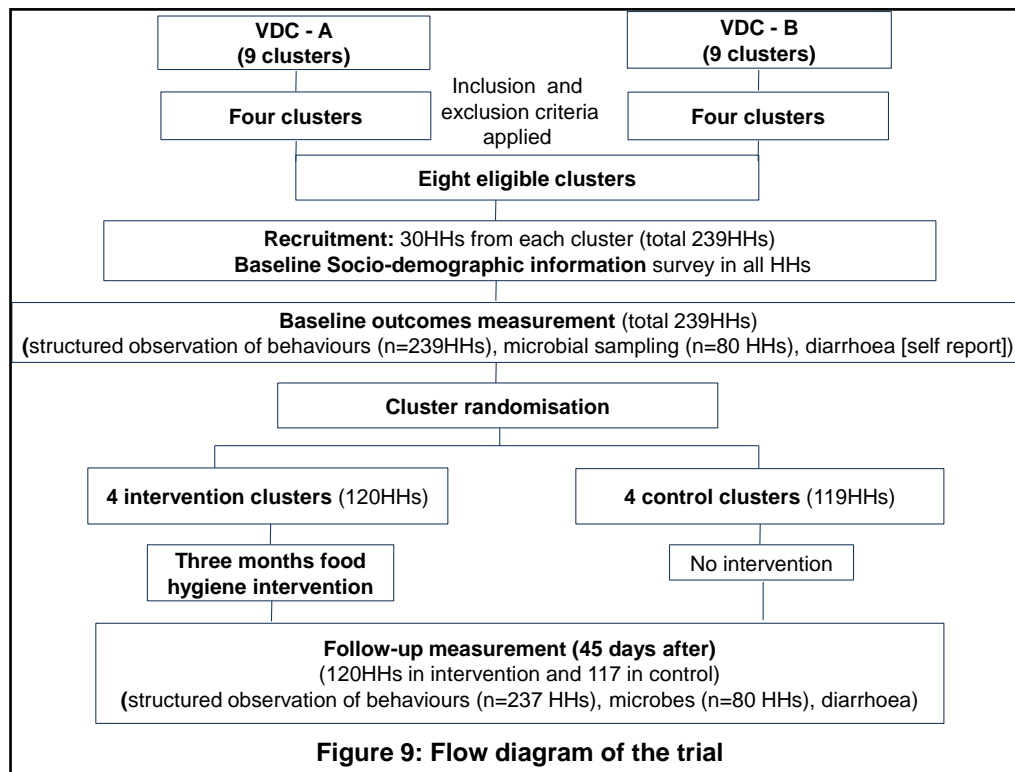 VDC - A
(9 clusters)
VDC - B
(9 clusters)
Inclusion and
exclusion criteria
applied
Four clusters
Four clusters
Eight eligible clusters
Recruitment: 30HHs from each cluster (total 239HHs)
Baseline Socio-demographic information survey in all HHs
Baseline outcomes measurement (total 239HHs)
(structured observation of behaviours (n=239HHs), microbial sampling (n=80 HHs), diarrhoea [self report])
Cluster randomisation
4 intervention clusters (120HHs)
4 control clusters (119HHs)
Three months food
hygiene intervention
No intervention
Follow-up measurement (45 days after)
(120HHs in intervention and 117 in control)
(structured observation of behaviours (n=237 HHs), microbes (n=80 HHs), diarrhoea)
Figure 9: Flow diagram of the trial